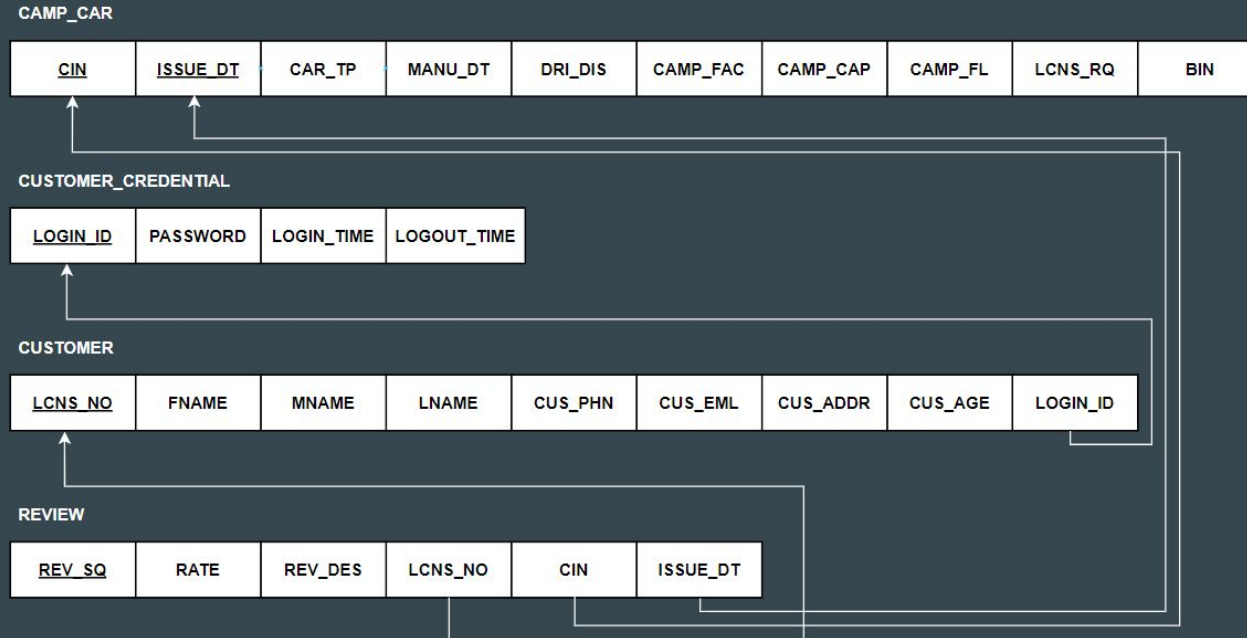 CAMP_CAR
CIN ISSUE_DT CAR_TP MANU_DT DRI_DIS CAMP_FAC CAMP_CAP CAMP_FL LCNS_RQ BIN
CUSTOMER_CREDENTIAL
LOGIN_ID PASSWORD LOGIN_TIME LOGOUT_TIME
CUSTOMER
LCNS_NO FNAME MNAME LNAME CUS_PHN CUS_EML CUS_ADDR CUS_AGE LOGIN_ID
REVIEW
REV_SQ RATE REV_DES LCNS_NO CIN ISSUE_DT